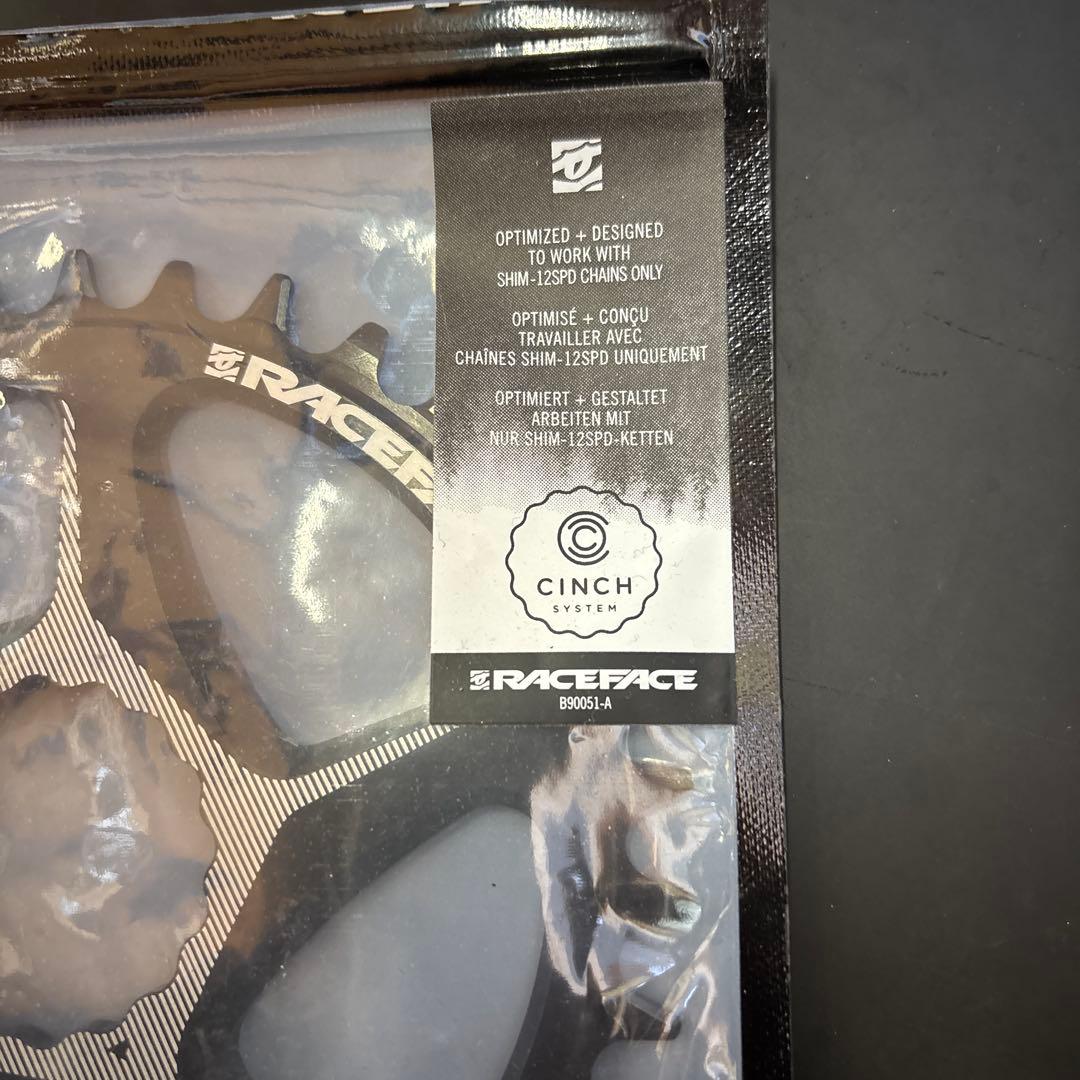 OPTIMIZED + DESIGNED
TO WORK WITH
SHIM-12SPD CHAINS ONLY
OPTIMISÉ + CONÇU
TRAVAILLER AVEC
CHAÎNES SHIM-12SPD UNIQUEMENT
OPTIMIERT + GESTALTET
ARBEITEN MIT
NUR SHIM-12SPD-KETTEN
CINCH
SYSTEM
RACEFACE
B90051-A
RACEFA